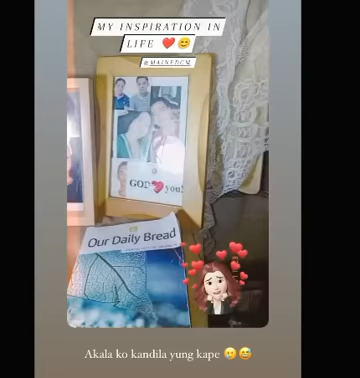 MY INSPIRATION IN
LIFE ❤️😊
@MAINEDCM
GOD ❤️ you!
Our Daily Bread
Akala ko kandila yung kape 🥲😅